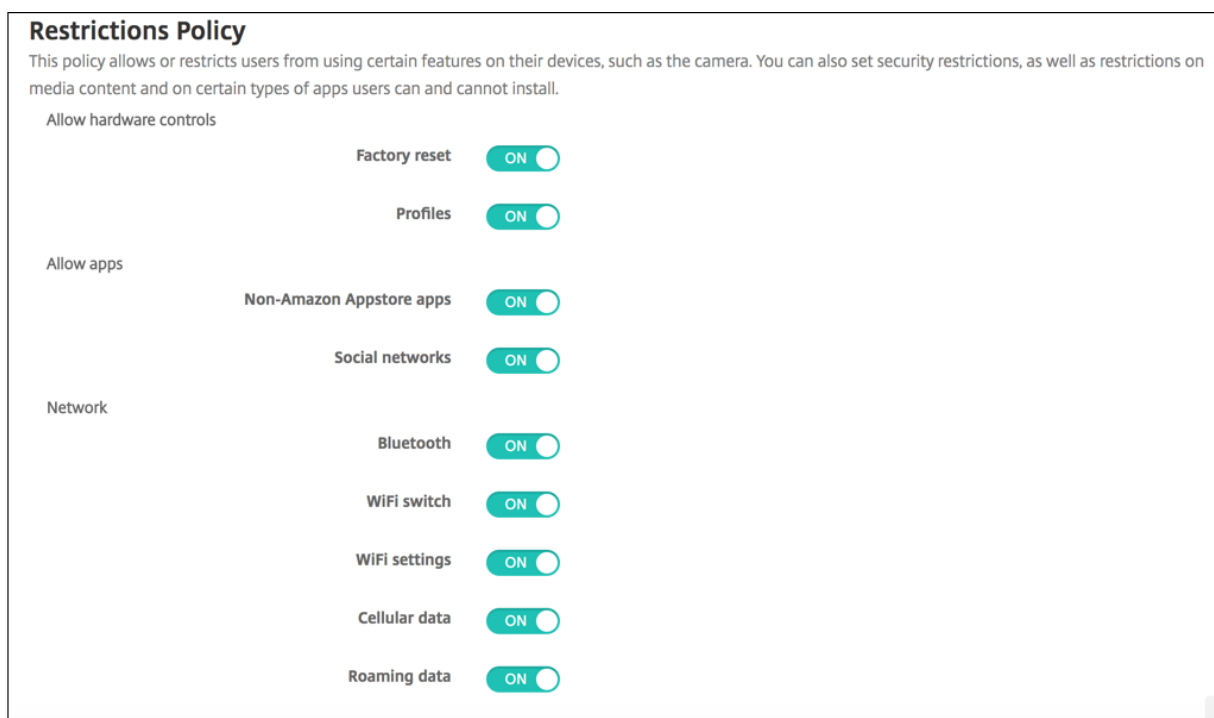 Restrictions Policy
This policy allows or restricts users from using certain features on their devices, such as the camera. You can also set security restrictions, as well as restrictions on
media content and on certain types of apps users can and cannot install.
Allow hardware controls
Factory reset ON
Profiles ON
Allow apps
Non-Amazon Appstore apps ON
Social networks ON
Network
Bluetooth ON
WiFi switch ON
WiFi settings ON
Cellular data ON
Roaming data ON